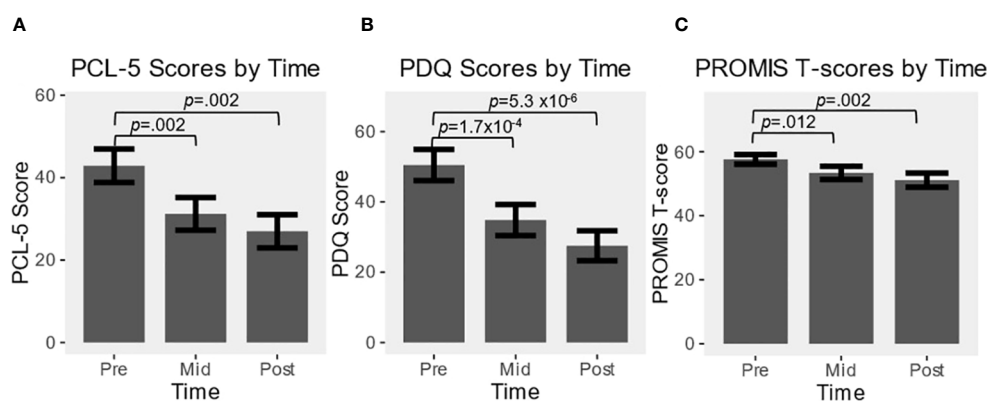 A
B
C
PCL-5 Scores by Time
PDQ Scores by Time
PROMIS T-scores by Time
PCL-5 Score
60
40
20
0
p=.002
p=.002
Pre
Mid
Post
Time
PDQ Score
60
40
20
0
p=5.3 x10-6
p=1.7x10-4
Pre
Mid
Post
Time
PROMIS T-score
60
40
20
0
p=.002
p=.012
Pre
Mid
Post
Time